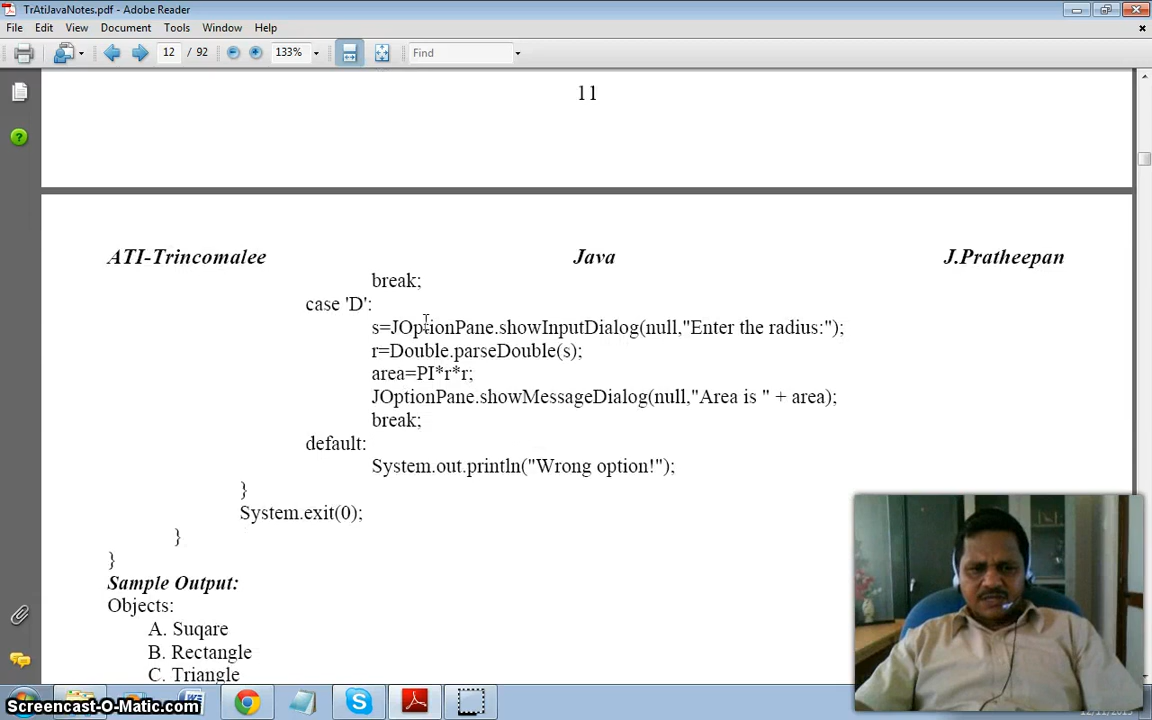 TrAtiJavaNotes.pdf - Adobe Reader
File Edit View Document Tools Window Help
12 / 92 133% Find
11
ATI-Trincomalee Java J.Pratheepan
break;
case 'D':
s=JOptionPane.showInputDialog(null,"Enter the radius:");
r=Double.parseDouble(s);
area=PI*r*r;
JOptionPane.showMessageDialog(null,"Area is " + area);
break;
default:
System.out.println("Wrong option!");
}
System.exit(0);
}
}
Sample Output:
Objects:
A. Suqare
B. Rectangle
C. Triangle
Screencast-O-Matic.com